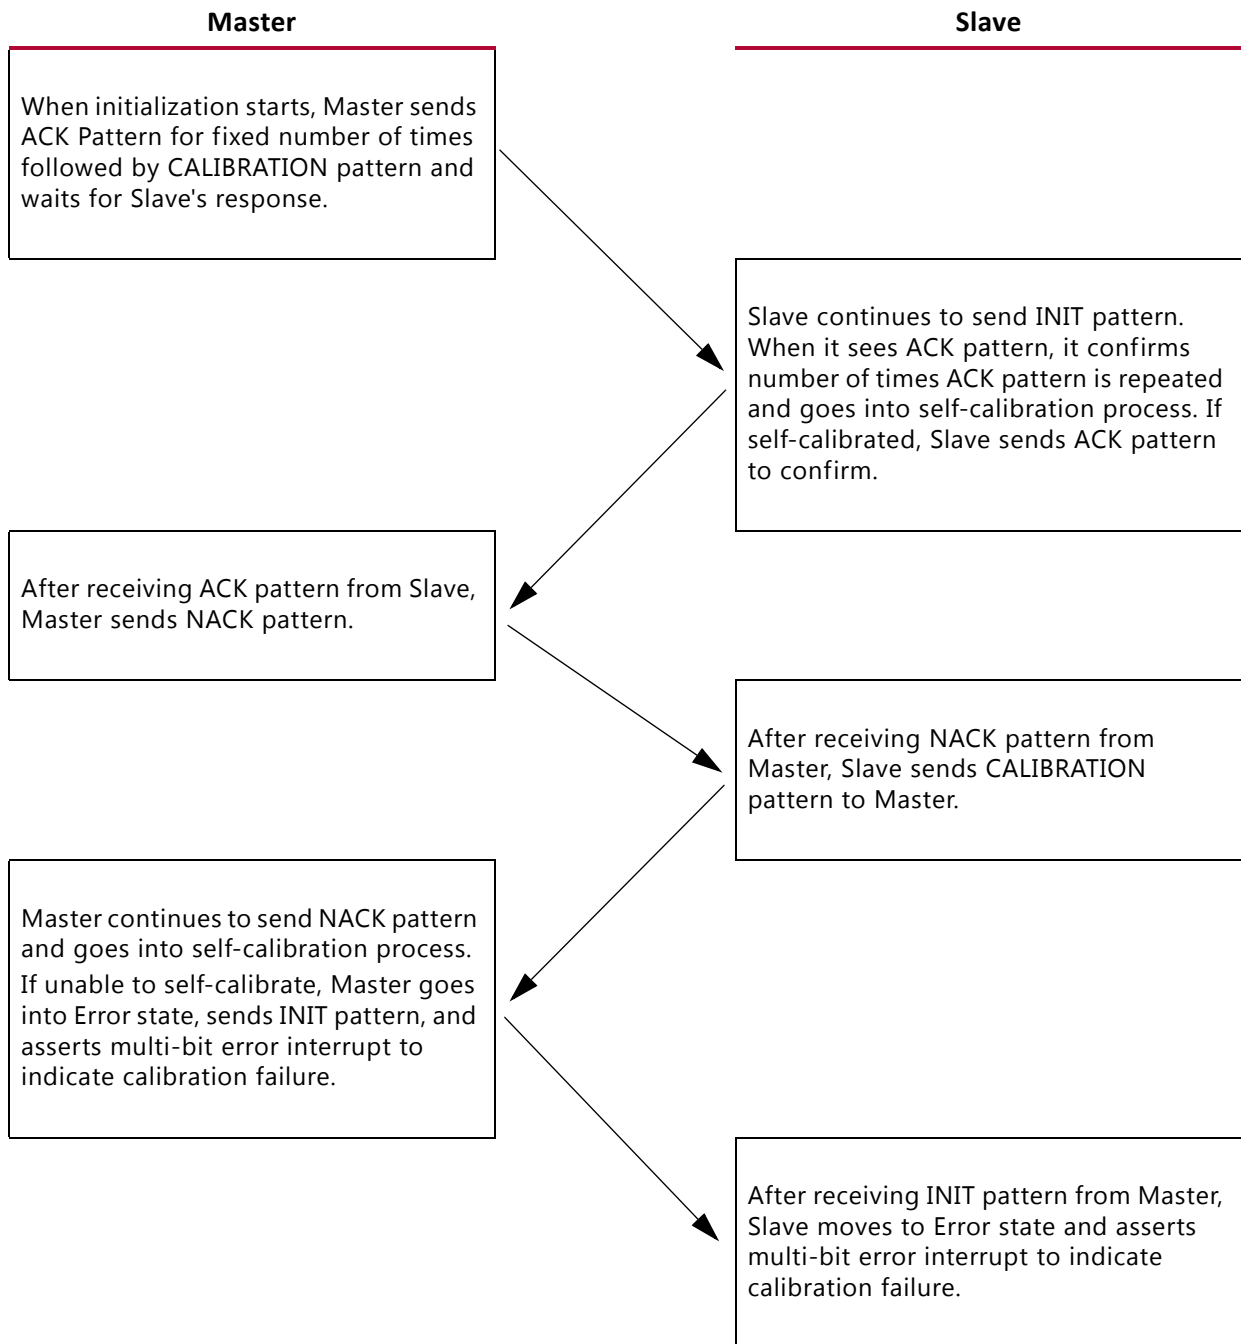 Master
Slave
When initialization starts, Master sends
ACK Pattern for fixed number of times
followed by CALIBRATION pattern and
waits for Slave's response.
Slave continues to send INIT pattern.
When it sees ACK pattern, it confirms
number of times ACK pattern is repeated
and goes into self-calibration process. If
self-calibrated, Slave sends ACK pattern
to confirm.
After receiving ACK pattern from Slave,
Master sends NACK pattern.
After receiving NACK pattern from
Master, Slave sends CALIBRATION
pattern to Master.
Master continues to send NACK pattern
and goes into self-calibration process.
If unable to self-calibrate, Master goes
into Error state, sends INIT pattern, and
asserts multi-bit error interrupt to
indicate calibration failure.
After receiving INIT pattern from Master,
Slave moves to Error state and asserts
multi-bit error interrupt to indicate
calibration failure.